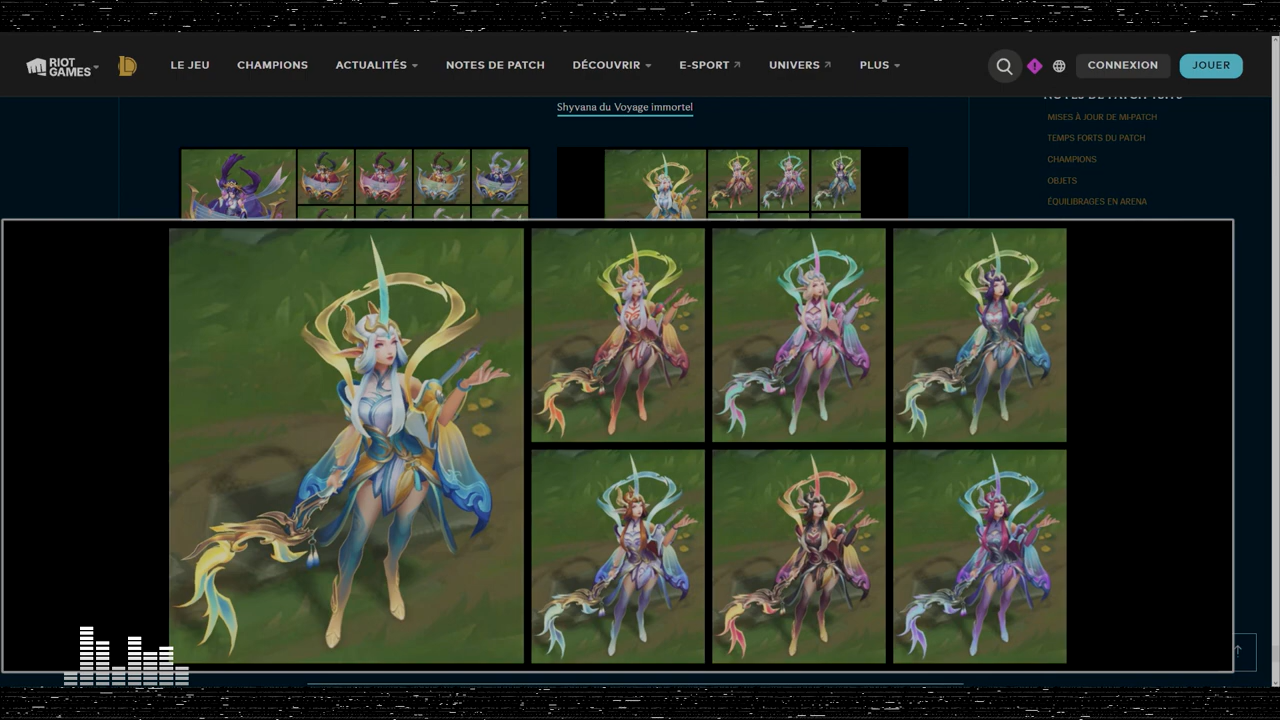 RIOT GAMES
LE JEU
CHAMPIONS
ACTUALITÉS
NOTES DE PATCH
DÉCOUVRIR
E-SPORT
UNIVERS
PLUS
CONNEXION
JOUER
Shyvana du Voyage immortel
MISES À JOUR DE MI-PATCH
TEMPS FORTS DU PATCH
CHAMPIONS
OBJETS
ÉQUILIBRAGES EN ARENA